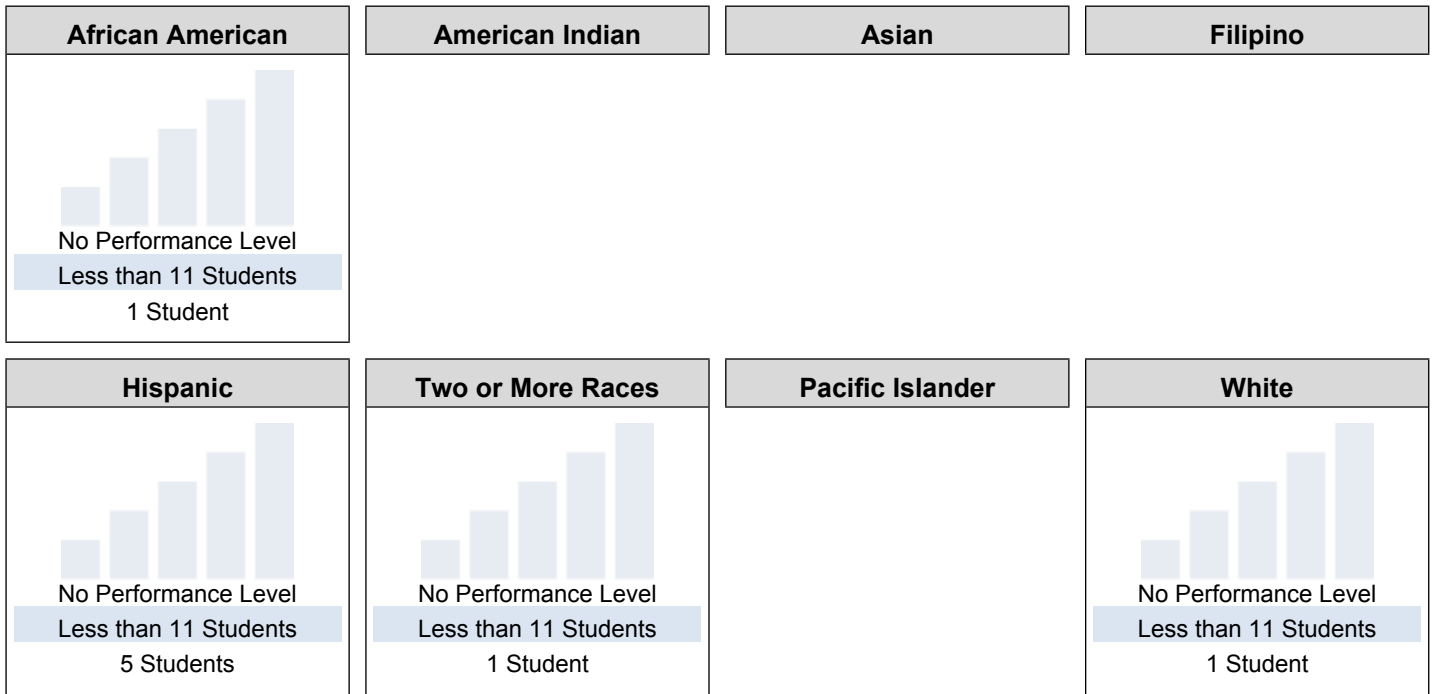 African American
American Indian
Asian
Filipino
No Performance Level
Less than 11 Students
1 Student
Hispanic
Two or More Races
Pacific Islander
White
No Performance Level
Less than 11 Students
5 Students
No Performance Level
Less than 11 Students
1 Student
No Performance Level
Less than 11 Students
1 Student